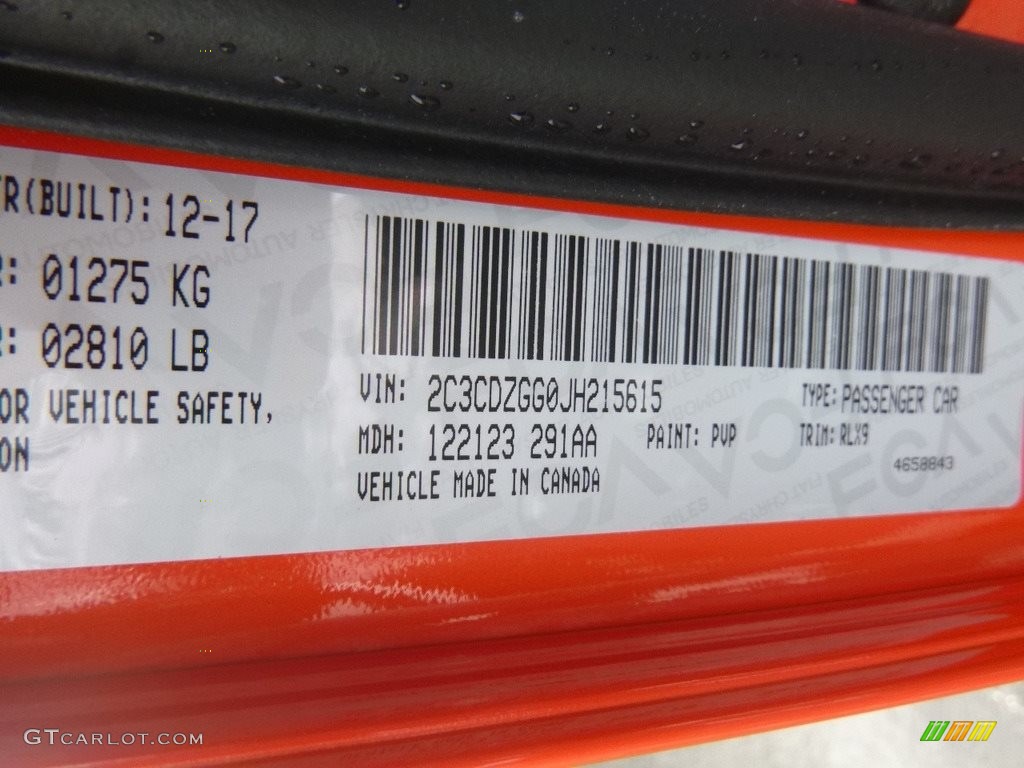 TR(BUILT): 12-17
R: 01275 KG
R: 02810 LB
OR VEHICLE SAFETY,
ON
VIN: 2C3CDZGG0JH215615
TYPE: PASSENGER CAR
MDH: 122123 291AA
PAINT: PVP
TRIM: RLX9
4658843
VEHICLE MADE IN CANADA
GTCARLOT.COM